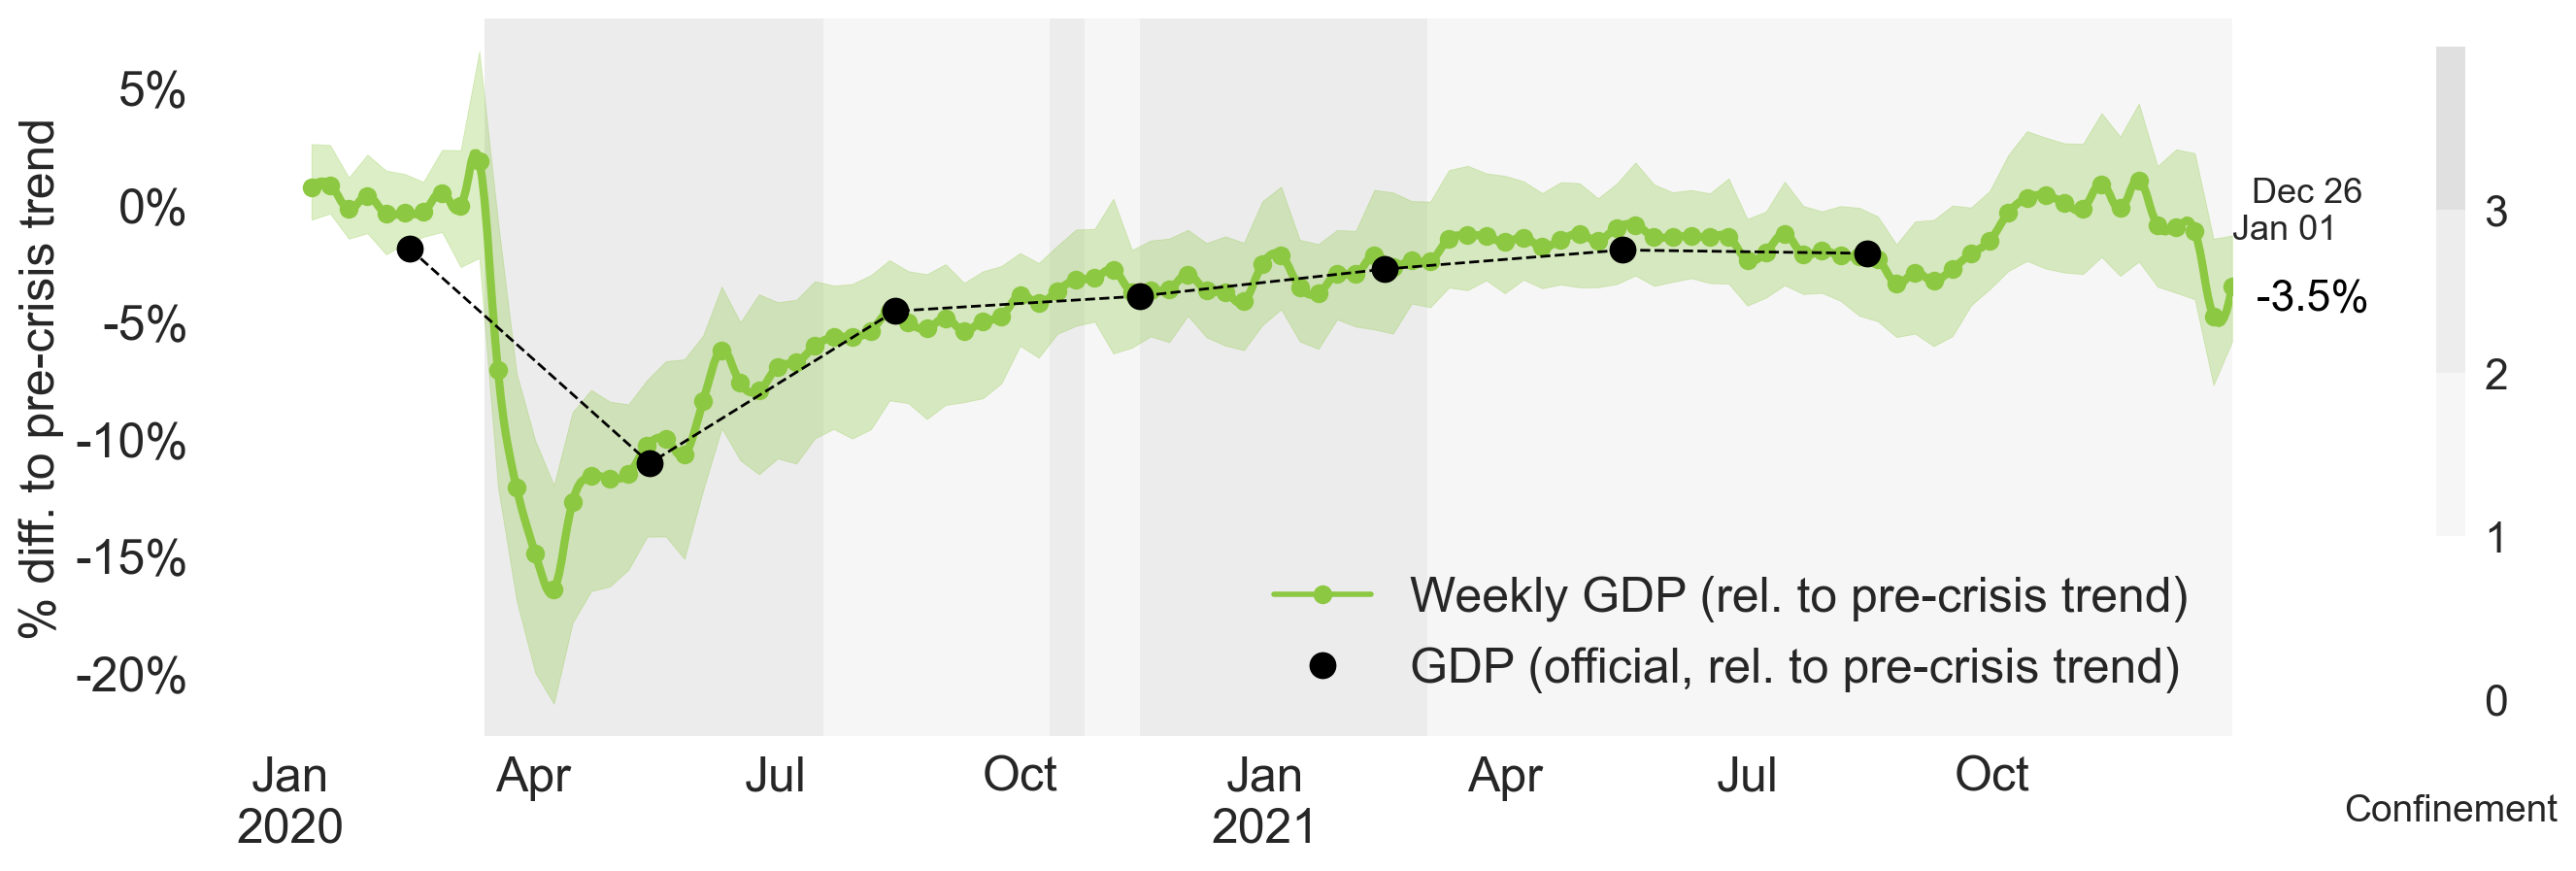 % diff. to pre-crisis trend
5%
0%
-5%
-10%
-15%
-20%
Jan
2020
Apr
Jul
Oct
Jan
2021
Apr
Jul
Oct
Weekly GDP (rel. to pre-crisis trend)
GDP (official, rel. to pre-crisis trend)
Dec 26
Jan 01
-3.5%
3
2
1
0
Confinement